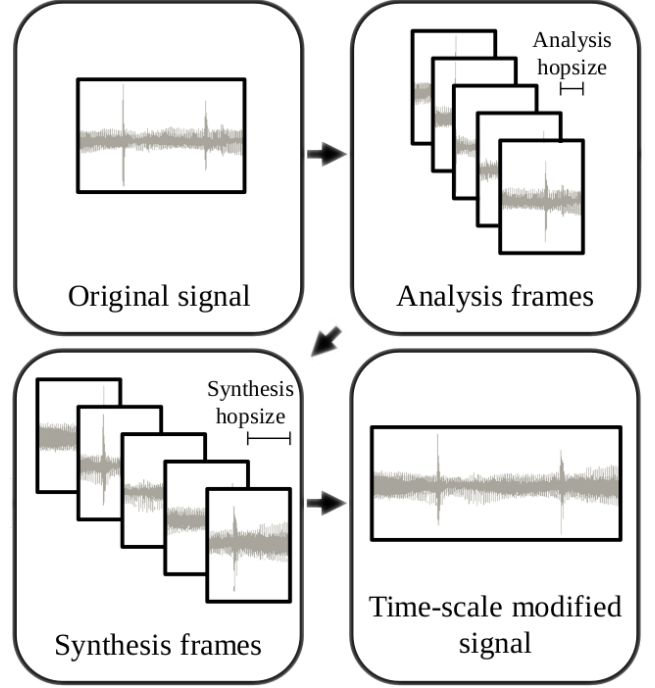 Original signal
Analysis
hopsize
Analysis frames
Synthesis
hopsize
Synthesis frames
Time-scale modified
signal